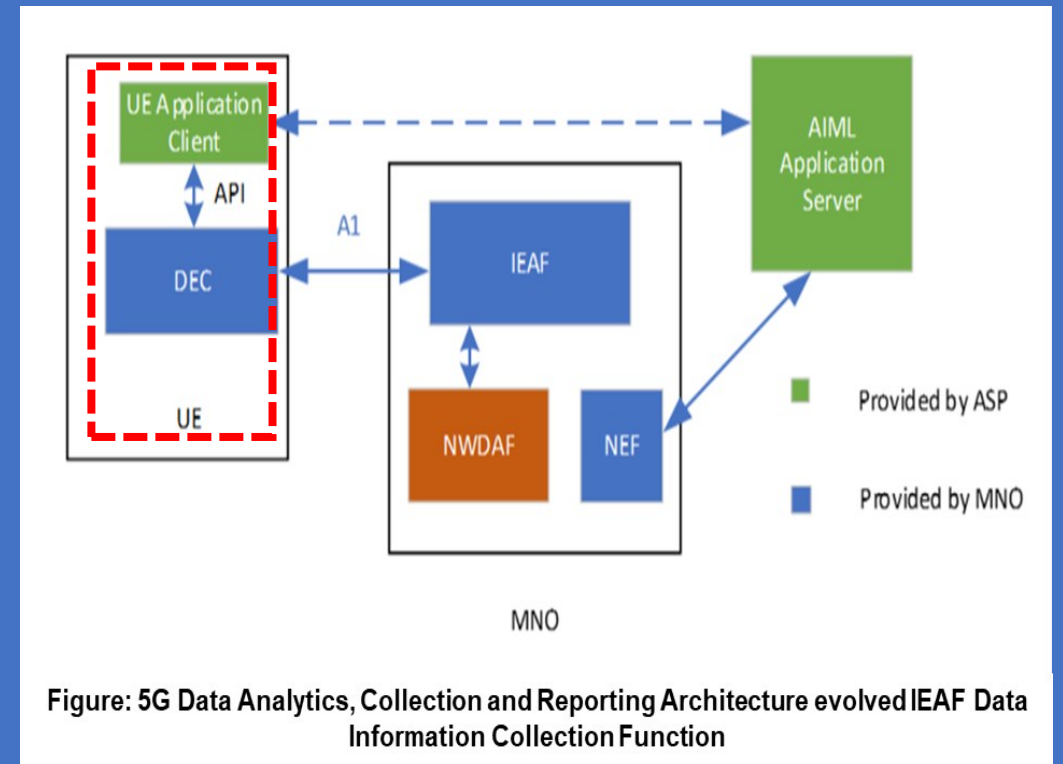 UE Application
Client
API
DEC
UE
A1
IEAF
NWDAF
NEF
MNO
AIML
Application
Server
Provided by ASP
Provided by MNO
Figure: 5G Data Analytics, Collection and Reporting Architecture evolved IEAF Data
Information Collection Function